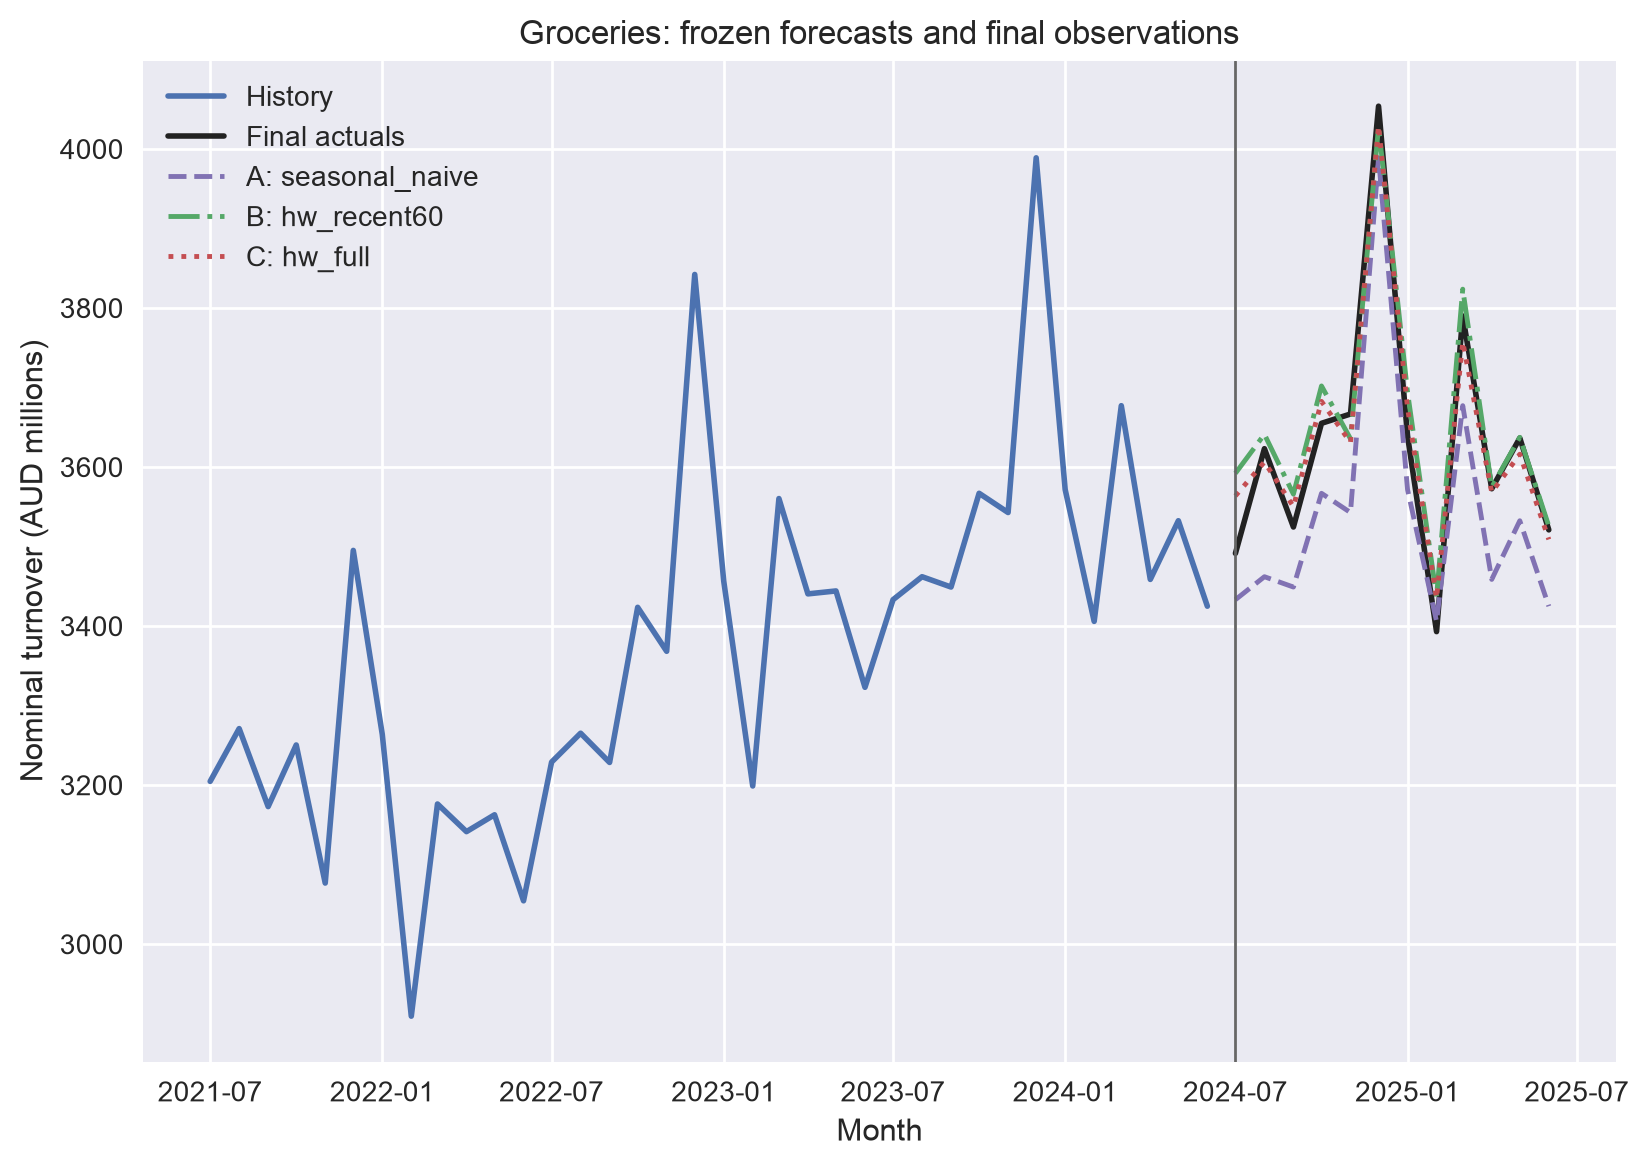 Groceries: frozen forecasts and final observations
History
Final actuals
A: seasonal_naive
B: hw_recent60
C: hw_full
Nominal turnover (AUD millions)
4000
3800
3600
3400
3200
3000
2021-07 2022-01 2022-07 2023-01 2023-07 2024-01 2024-07 2025-01 2025-07
Month